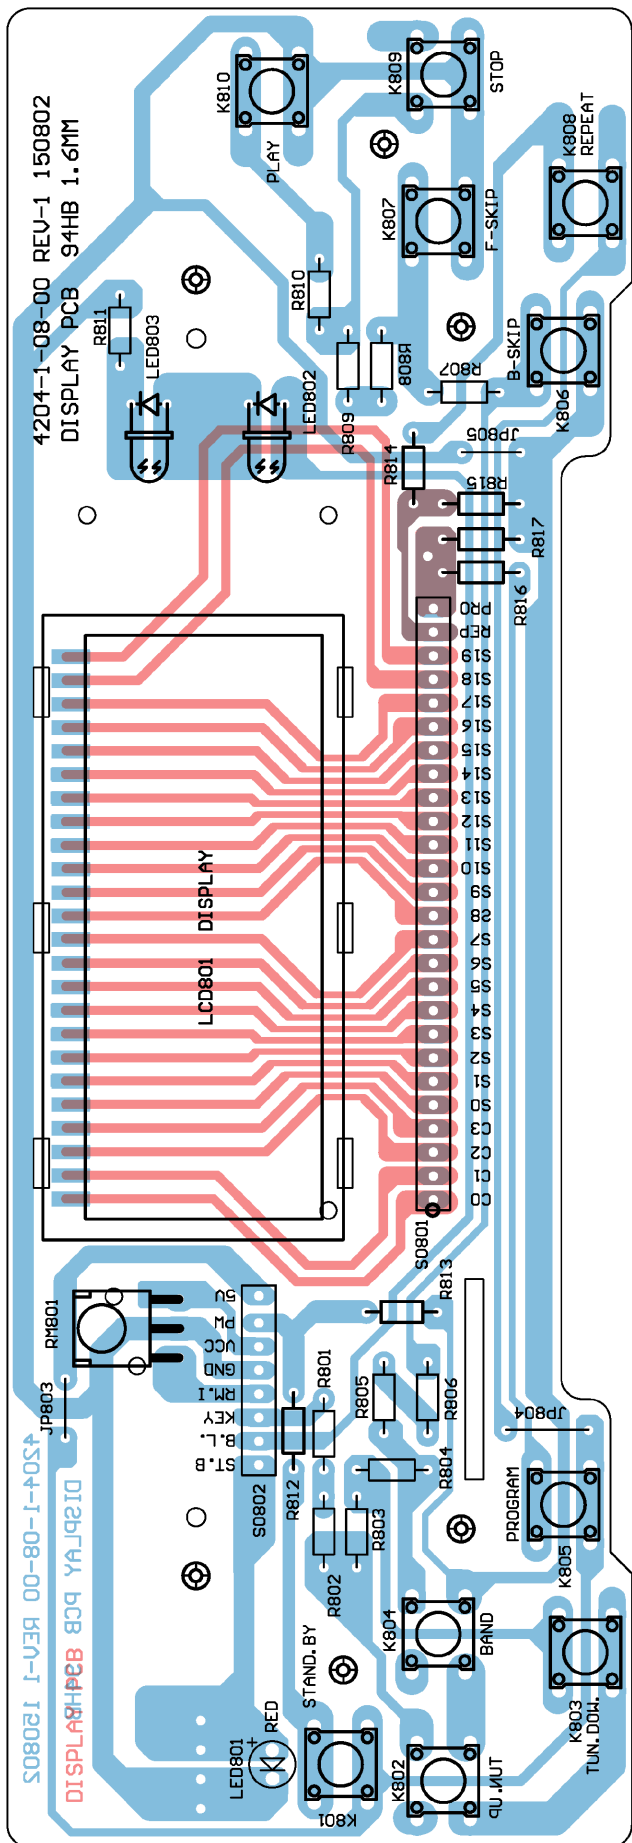 4204-1-08-00 REV-1 150802
DISPLAY PCB 94HB 1.6MM
K810
PLAY
K809
STOP
K808
REPEAT
K807
F-SKIP
R811
LED803
R810
LED802
R809
R808
R807
B-SKIP
K806
R814
JP805
R815
R817
R816
PRO
REP
S19
S18
S17
S16
S15
S14
S13
S12
S11
S10
S9
S8
S7
S6
S5
S4
S3
S2
S1
S0
C3
C2
C1
C0
SO801
LCD801 DISPLAY
RM801
JP803
5V
PW
VCC
GND
RM.I
KEY
B.L.
ST.B
SO802
R801
R812
R813
R805
R806
R804
R802
R803
JP804
PROGRAM
K805
K804
BAND
STAND.BY
K803
TUN.DOW.
LED801
+
RED
K801
K802
TUN.UP
4204-1-08-00 REV-1 150802
DISPLAY PCB 94HB
DISPLAY